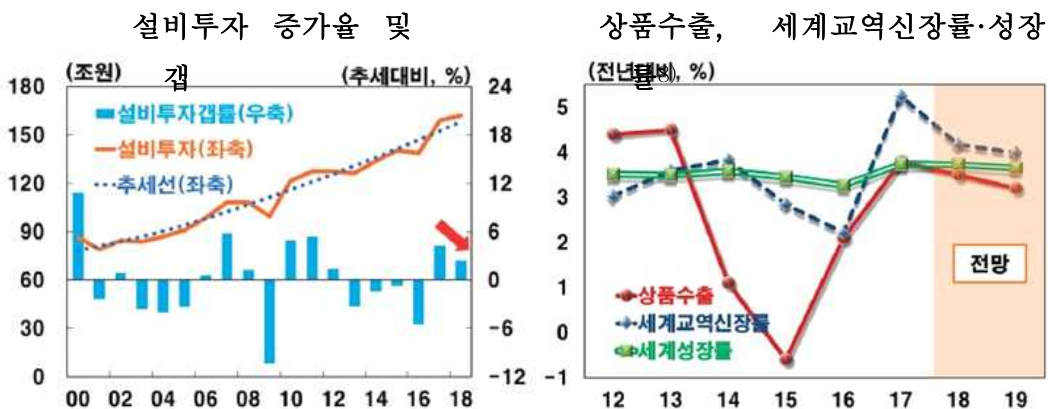 설비투자 증가율 및
갭
(조원) (추세대비, %)
180 24
150 18
120 12
90 6
60 0
30 -6
0 -12
설비투자갭률(우축)
설비투자(좌축)
추세선(좌축)
00 02 04 06 08 10 12 14 16 18
상품수출, 세계교역신장률·성장
률
(전년대비, %)
5
4
3
2
1
0
-1
전망
상품수출
세계교역신장률
세계성장률
12 13 14 15 16 17 18 19